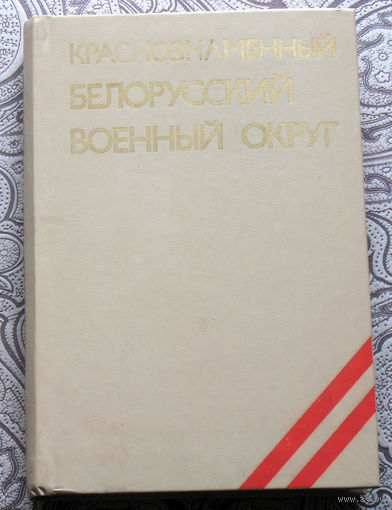 КРАСНОЗНАМЕННЫЙ
БЕЛОРУССКИЙ
ВОЕННЫЙ ОКРУГ